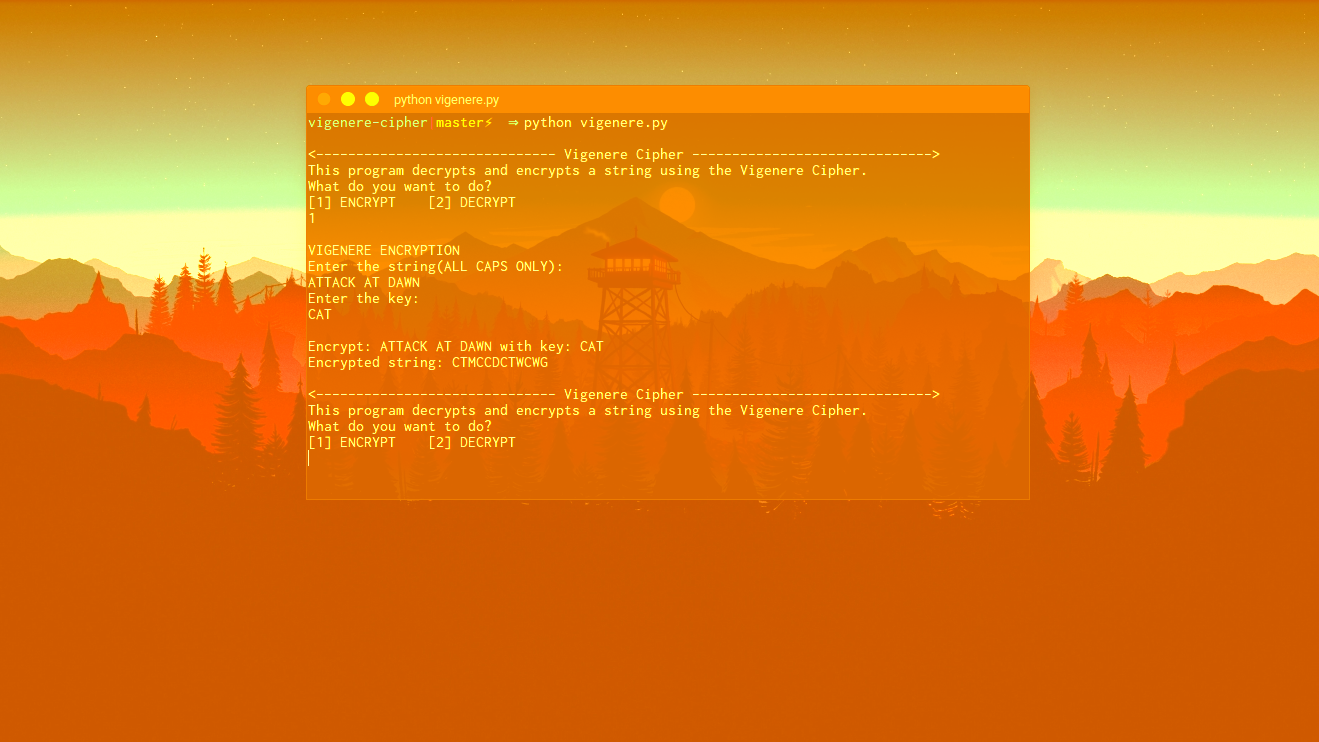 python vigenere.py
vigenere-cipher master⚡ ⇒ python vigenere.py
<------------------------------ Vigenere Cipher ------------------------------>
This program decrypts and encrypts a string using the Vigenere Cipher.
What do you want to do?
[1] ENCRYPT    [2] DECRYPT
1
VIGENERE ENCRYPTION
Enter the string(ALL CAPS ONLY):
ATTACK AT DAWN
Enter the key:
CAT
Encrypt: ATTACK AT DAWN with key: CAT
Encrypted string: CTMCCDCTWCWG
<------------------------------ Vigenere Cipher ------------------------------>
This program decrypts and encrypts a string using the Vigenere Cipher.
What do you want to do?
[1] ENCRYPT    [2] DECRYPT